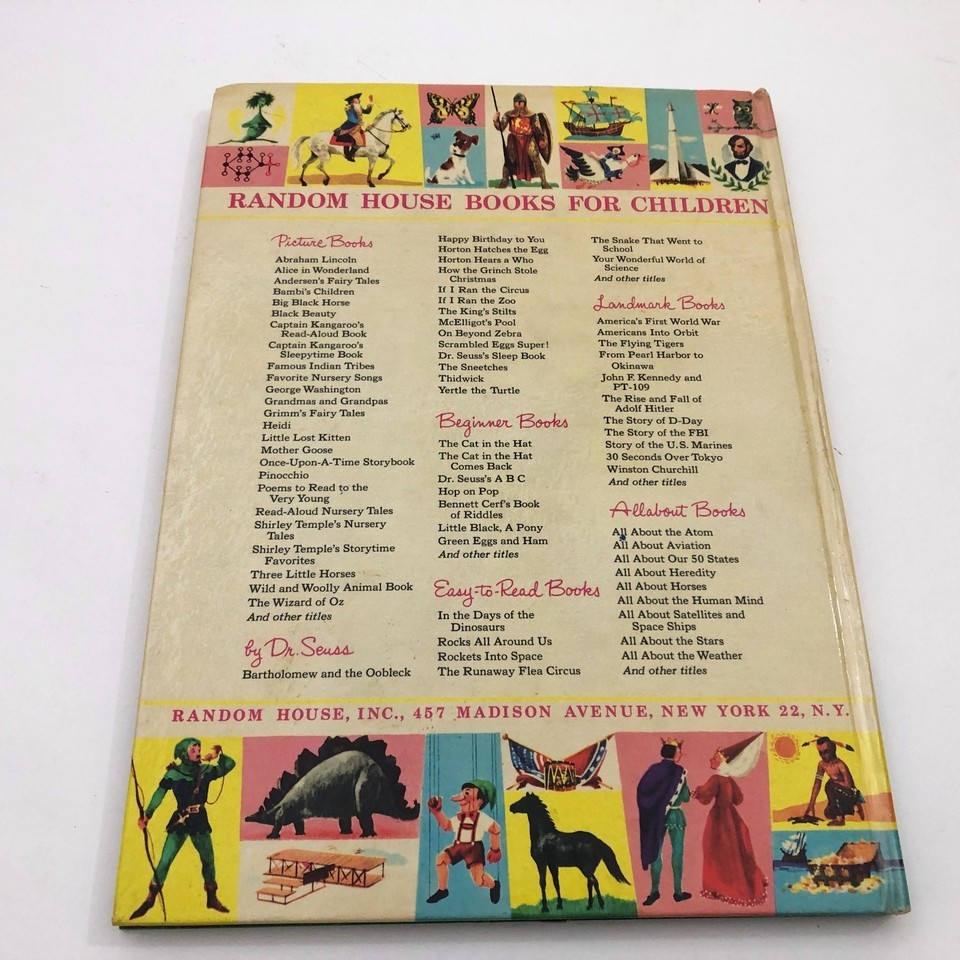 RANDOM HOUSE BOOKS FOR CHILDREN
Picture Books
Abraham Lincoln
Alice in Wonderland
Andersen's Fairy Tales
Bambi's Children
Big Black Horse
Black Beauty
Captain Kangaroo's
Read-Aloud Book
Captain Kangaroo's
Sleepytime Book
Famous Indian Tribes
Favorite Nursery Songs
George Washington
Grandmas and Grandpas
Grimm's Fairy Tales
Heidi
Little Lost Kitten
Mother Goose
Once-Upon-A-Time Storybook
Pinocchio
Poems to Read to the
Very Young
Read-Aloud Nursery Tales
Shirley Temple's Nursery
Tales
Shirley Temple's Storytime
Favorites
Three Little Horses
Wild and Woolly Animal Book
The Wizard of Oz
And other titles
by Dr. Seuss
Bartholomew and the Oobleck
Happy Birthday to You
Horton Hatches the Egg
Horton Hears a Who
How the Grinch Stole
Christmas
If I Ran the Circus
If I Ran the Zoo
The King's Stilts
McElligot's Pool
On Beyond Zebra
Scrambled Eggs Super!
Dr. Seuss's Sleep Book
The Sneetches
Thidwick
Yertle the Turtle
Beginner Books
The Cat in the Hat
The Cat in the Hat
Comes Back
Dr. Seuss's A B C
Hop on Pop
Bennett Cerf's Book
of Riddles
Little Black, A Pony
Green Eggs and Ham
And other titles
Easy-to-Read Books
In the Days of the
Dinosaurs
Rocks All Around Us
Rockets Into Space
The Runaway Flea Circus
The Snake That Went to
School
Your Wonderful World of
Science
And other titles
Landmark Books
America's First World War
Americans Into Orbit
The Flying Tigers
From Pearl Harbor to
Okinawa
John F. Kennedy and
PT-109
The Rise and Fall of
Adolf Hitler
The Story of D-Day
The Story of the FBI
Story of the U.S. Marines
30 Seconds Over Tokyo
Winston Churchill
And other titles
Allabout Books
All About the Atom
All About Aviation
All About Our 50 States
All About Heredity
All About Horses
All About the Human Mind
All About Satellites and
Space Ships
All About the Stars
All About the Weather
And other titles
RANDOM HOUSE, INC., 457 MADISON AVENUE, NEW YORK 22, N.Y.